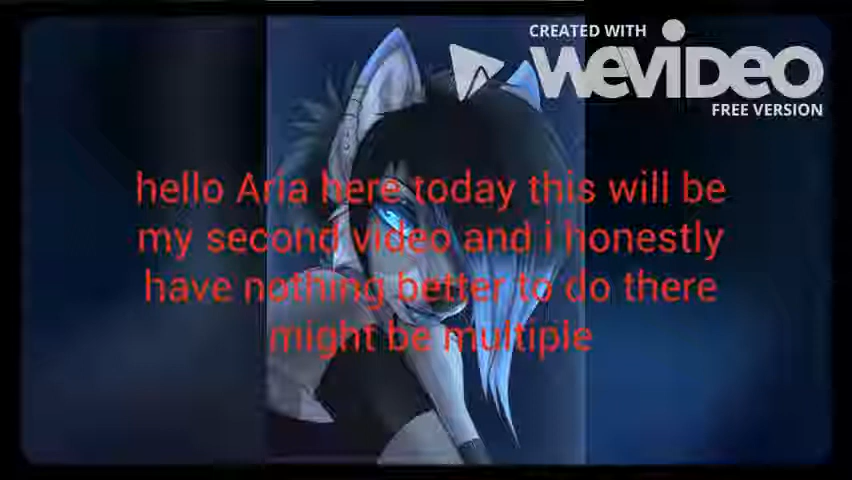 CREATED WITH
WEVIDEO
FREE VERSION
hello Aria here today this will be
my second video and i honestly
have nothing better to do there
might be multiple